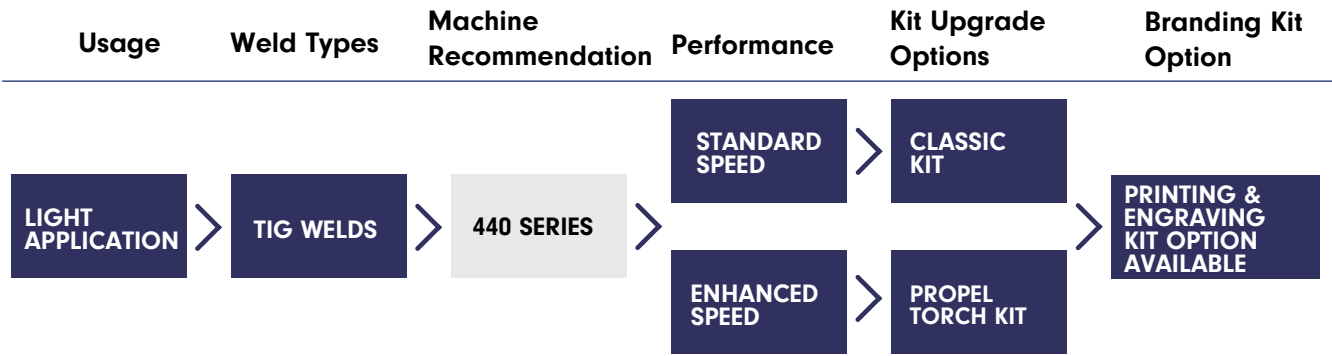 Usage
Weld Types
Machine
Recommendation
Performance
Kit Upgrade
Options
Branding Kit
Option
LIGHT
APPLICATION
TIG WELDS
440 SERIES
STANDARD
SPEED
CLASSIC
KIT
ENHANCED
SPEED
PROPEL
TORCH KIT
PRINTING &
ENGRAVING
KIT OPTION
AVAILABLE